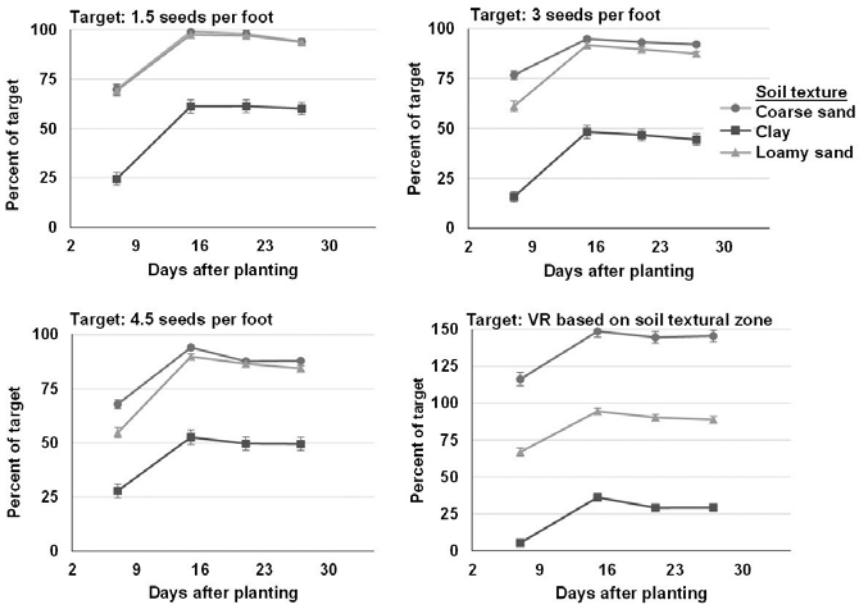 Target: 1.5 seeds per foot
100
75
50
25
0
2 9 16 23 30
Percent of target
Days after planting
Target: 3 seeds per foot
100
75
50
25
0
2 9 16 23 30
Percent of target
Days after planting
Soil texture
Coarse sand
Clay
Loamy sand
Target: 4.5 seeds per foot
100
75
50
25
0
2 9 16 23 30
Percent of target
Days after planting
Target: VR based on soil textural zone
150
125
100
75
50
25
0
2 9 16 23 30
Percent of target
Days after planting